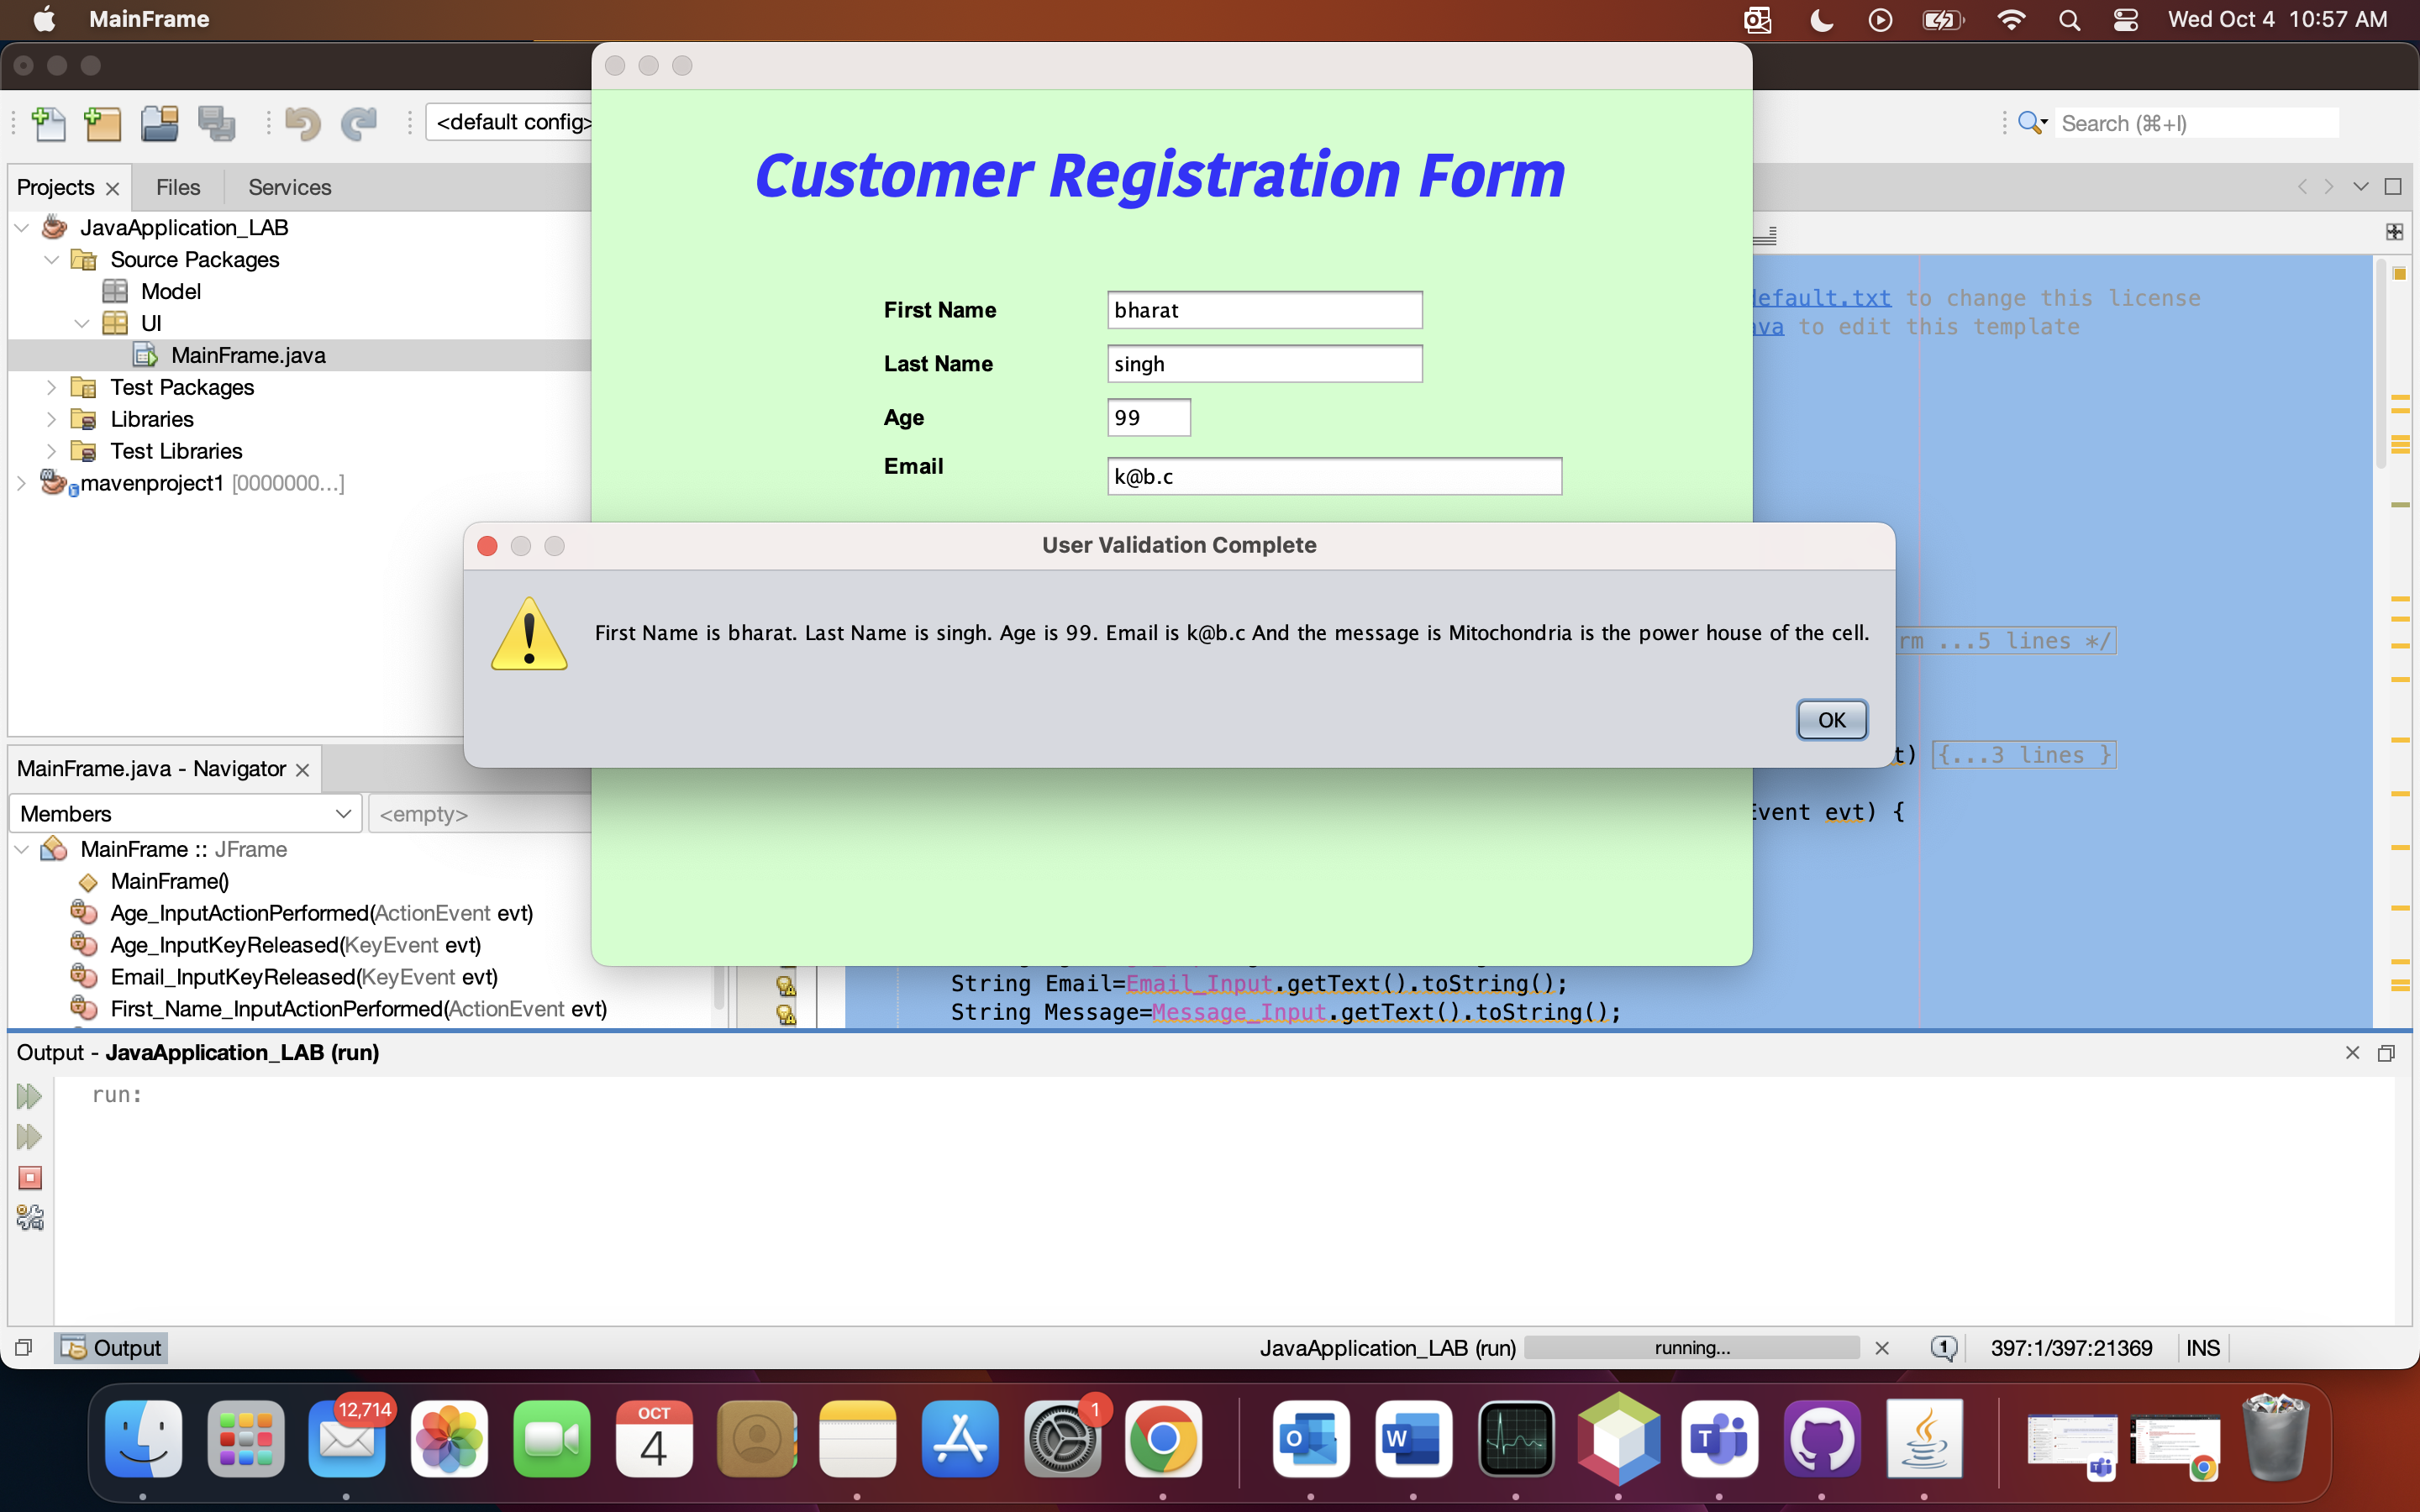 MainFrame
Wed Oct 4 10:57 AM
<default config>
Search (⌘+I)
Projects
Files
Services
JavaApplication_LAB
Source Packages
Model
UI
MainFrame.java
Test Packages
Libraries
Test Libraries
mavenproject1 [0000000...]
Customer Registration Form
First Name
bharat
Last Name
singh
Age
99
Email
k@b.c
default.txt to change this license
to edit this template
...5 lines */
{...3 lines }
evt) {
User Validation Complete
First Name is bharat. Last Name is singh. Age is 99. Email is k@b.c And the message is Mitochondria is the power house of the cell.
OK
MainFrame.java - Navigator
Members
<empty>
MainFrame :: JFrame
MainFrame()
Age_InputActionPerformed(ActionEvent evt)
Age_InputKeyReleased(KeyEvent evt)
Email_InputKeyReleased(KeyEvent evt)
First_Name_InputActionPerformed(ActionEvent evt)
String Email=Email_Input.getText().toString();
String Message=Message_Input.getText().toString();
Output - JavaApplication_LAB (run)
run:
Output
JavaApplication_LAB (run)
running...
1
397:1/397:21369
INS
12,714
OCT
4
1
O
W
T